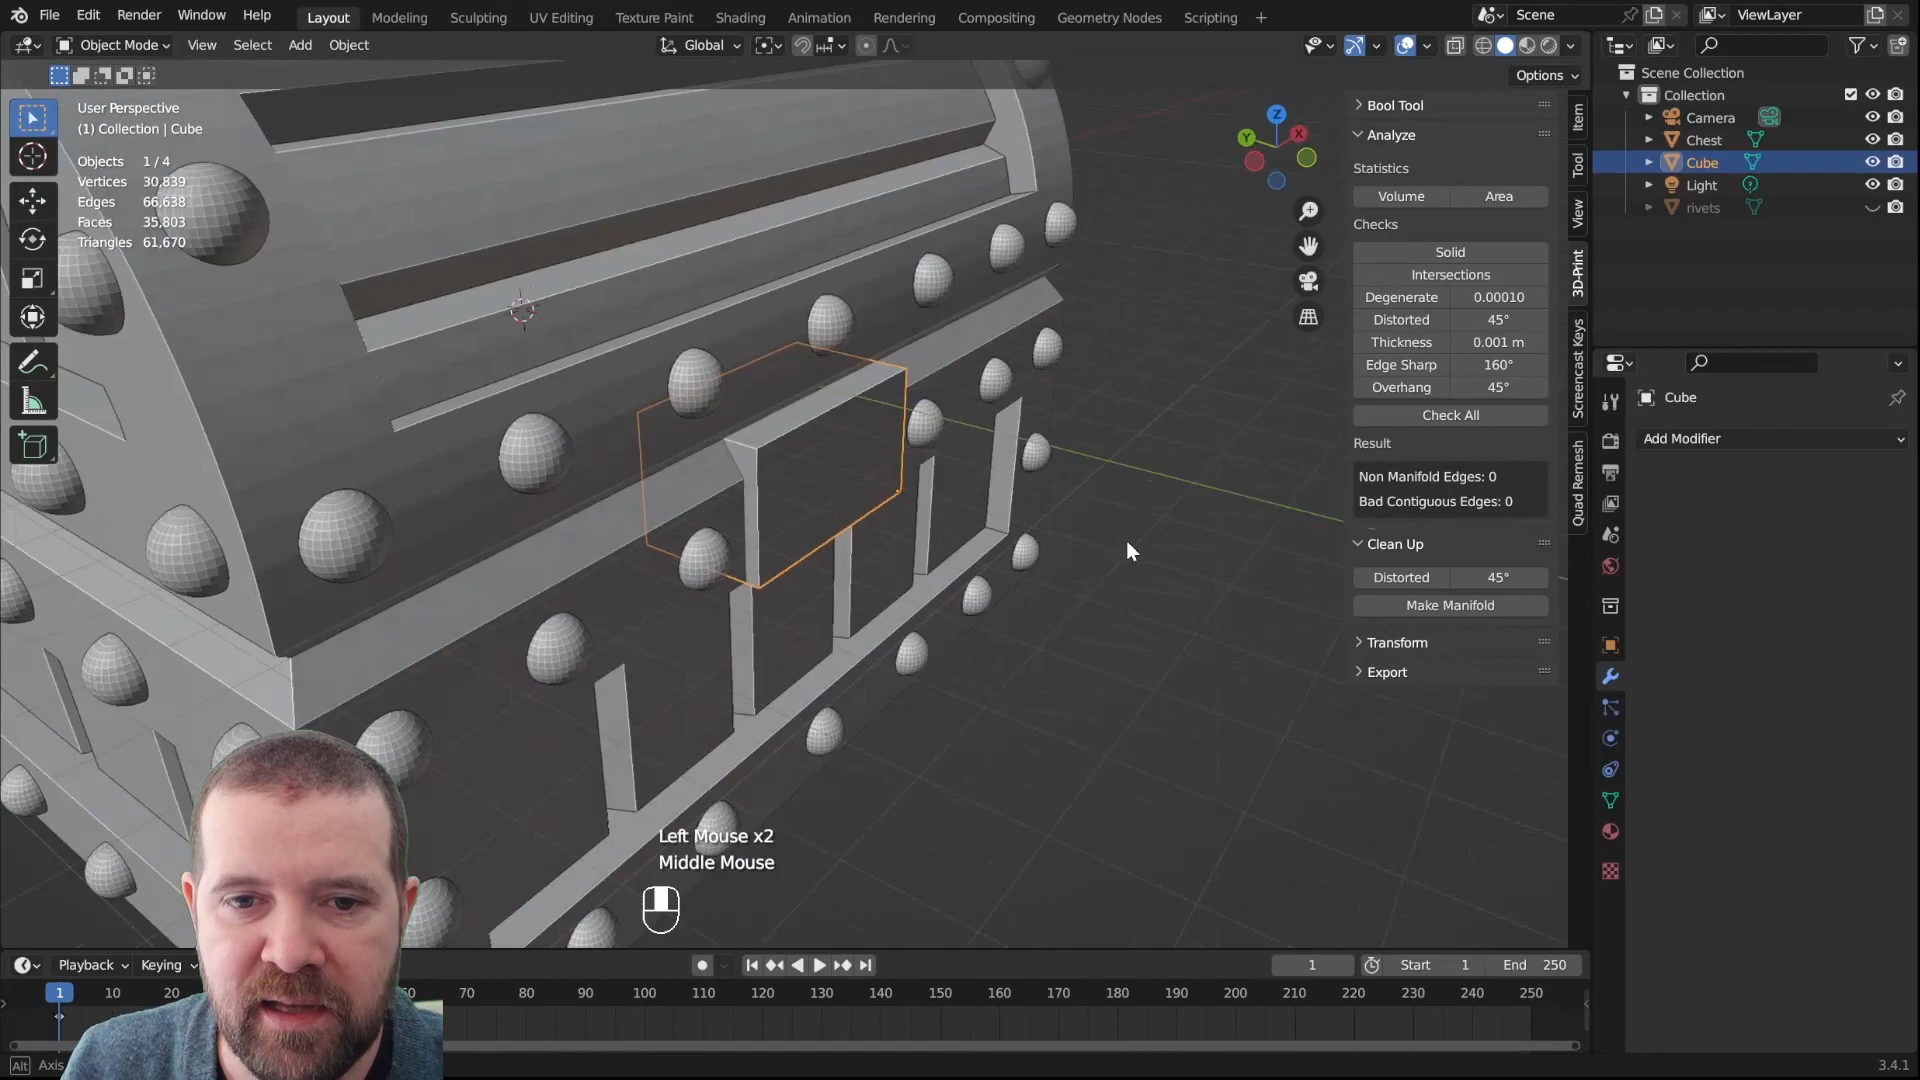 File Edit Render Window Help Layout Modeling Sculpting UV Editing Texture Paint Shading Animation Rendering Compositing Geometry Nodes Scripting Scene ViewLayer
Object Mode View Select Add Object Global
Options
User Perspective
(1) Collection | Cube
Objects 1 / 4
Vertices 30,839
Edges 66,638
Faces 35,803
Triangles 61,670
Z
X
Y
Bool Tool
Analyze
Statistics
Volume Area
Checks
Solid
Intersections
Degenerate 0.00010
Distorted 45°
Thickness 0.001 m
Edge Sharp 160°
Overhang 45°
Check All
Result
Non Manifold Edges: 0
Bad Contiguous Edges: 0
Clean Up
Distorted 45°
Make Manifold
Transform
Export
Item
Tool
View
3D-Print
Screencast Keys
Quad Remesh
Scene Collection
Collection
Camera
Chest
Cube
Light
rivets
Cube
Add Modifier
Left Mouse x2
Middle Mouse
Playback Keying 1 Start 1 End 250
1 10 20 60 70 80 90 100 110 120 130 140 150 160 170 180 190 200 210 220 230 240 250
Alt Axis
3.4.1